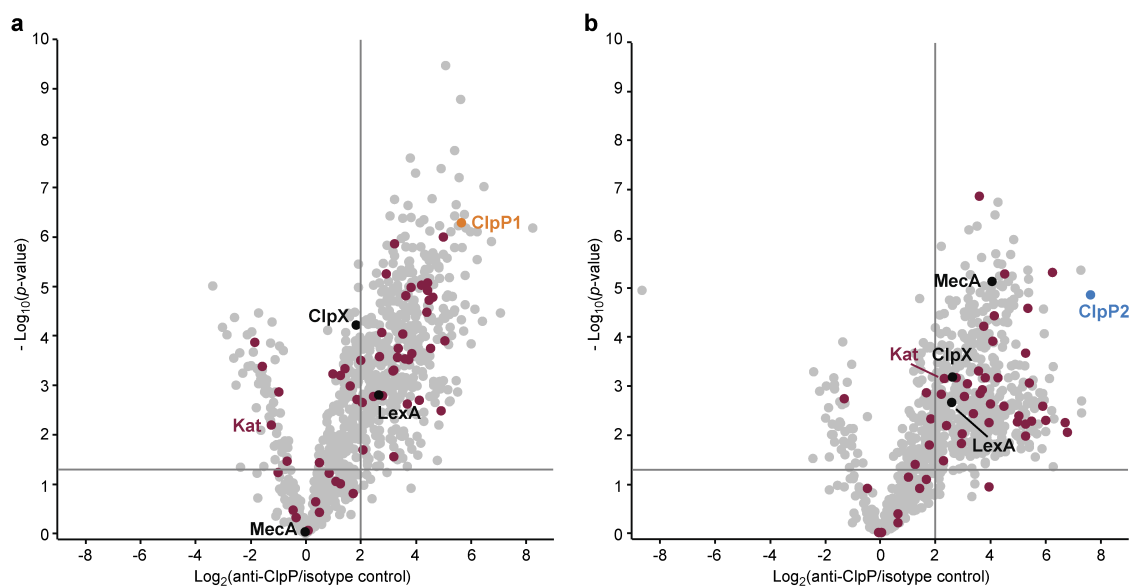 a
10
9
8
7
6
5
4
3
2
1
0
-8
-6
-4
-2
0
2
4
6
8
- Log10(p-value)
Log2(anti-ClpP/isotype control)
ClpP1
ClpX
LexA
Kat
MecA
b
10
9
8
7
6
5
4
3
2
1
0
-8
-6
-4
-2
0
2
4
6
8
- Log10(p-value)
Log2(anti-ClpP/isotype control)
MecA
ClpP2
Kat
ClpX
LexA